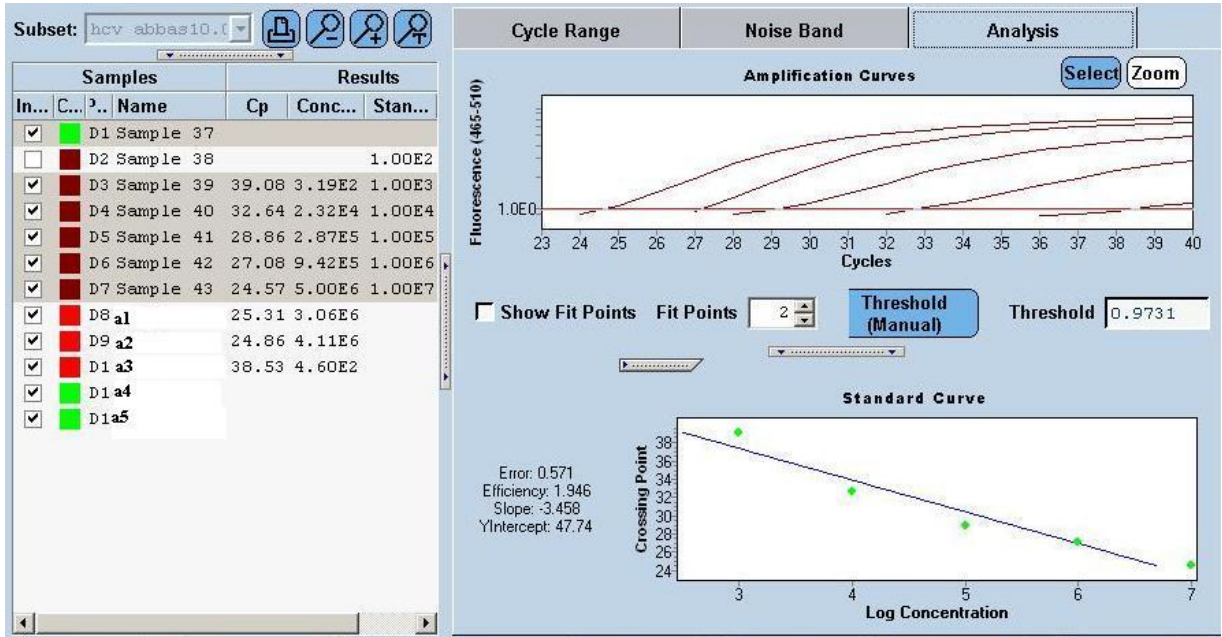 Subset: hcv abbas10.(
Samples Results
In... C... P.. Name Cp Conc... Stan...
D1 Sample 37
D2 Sample 38 1.00E2
D3 Sample 39 39.08 3.19E2 1.00E3
D4 Sample 40 32.64 2.32E4 1.00E4
D5 Sample 41 28.86 2.87E5 1.00E5
D6 Sample 42 27.08 9.42E5 1.00E6
D7 Sample 43 24.57 5.00E6 1.00E7
D8 a1 25.31 3.06E6
D9 a2 24.86 4.11E6
D1 a3 38.53 4.60E2
D1 a4
D1 a5
Cycle Range Noise Band Analysis
Amplification Curves
Select Zoom
Fluorescence (465-510)
1.0E0
23 24 25 26 27 28 29 30 31 32 33 34 35 36 37 38 39 40
Cycles
Show Fit Points Fit Points 2
Threshold
(Manual)
Threshold 0.9731
Standard Curve
Error: 0.571
Efficiency: 1.946
Slope: -3.458
YIntercept: 47.74
Crossing Point
38
36
34
32
30
28
26
24
3 4 5 6 7
Log Concentration